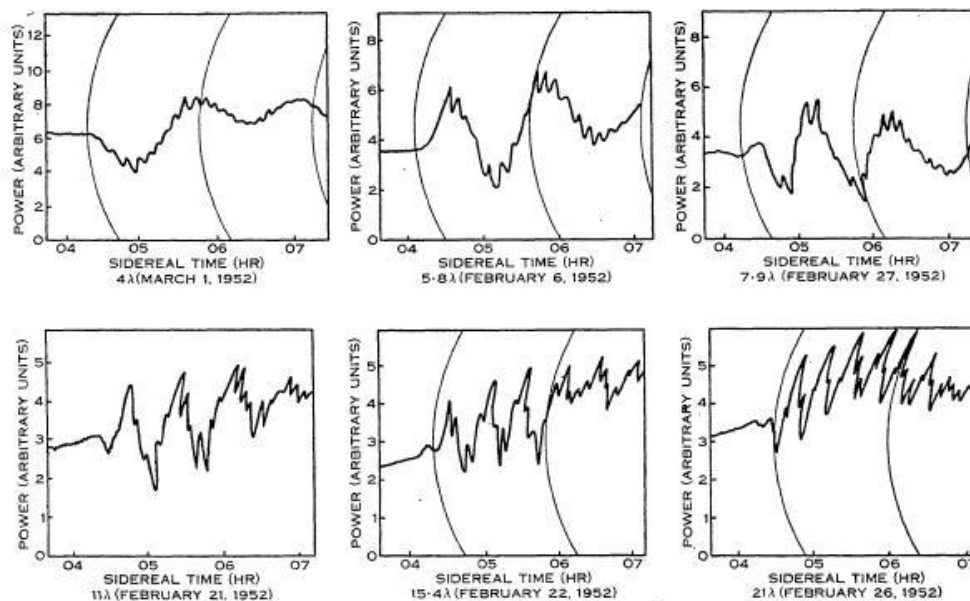 POWER (ARBITRARY UNITS)
12
10
8
6
4
2
0
04 05 06 07
SIDEREAL TIME (HR)
4λ(MARCH 1, 1952)
POWER (ARBITRARY UNITS)
8
6
4
2
0
04 05 06 07
SIDEREAL TIME (HR)
5·8λ(FEBRUARY 6, 1952)
POWER (ARBITRARY UNITS)
8
6
4
2
0
04 05 06 07
SIDEREAL TIME (HR)
7·9λ(FEBRUARY 27, 1952)
POWER (ARBITRARY UNITS)
5
4
3
2
1
0
04 05 06 07
SIDEREAL TIME (HR)
11λ(FEBRUARY 21, 1952)
POWER (ARBITRARY UNITS)
5
4
3
2
1
0
04 05 06 07
SIDEREAL TIME (HR)
15·4λ(FEBRUARY 22, 1952)
POWER (ARBITRARY UNITS)
5
4
3
2
1
0
04 05 06 07
SIDEREAL TIME (HR)
21λ(FEBRUARY 26, 1952)